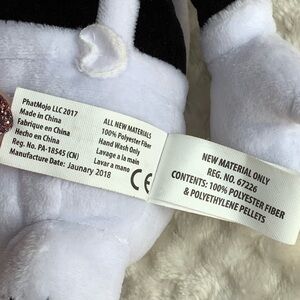 PhatMojo LLC 2017
Made in China
Fabrique en Chine
Hecho en China
Reg. No. PA-18545 (CN)
Manufacture Date: Jaunary 2018
ALL NEW MATERIALS
100% Polyester Fiber
Hand Wash Only
Lavage a la main
Lavar a mano
CE
NEW MATERIAL ONLY
REG. NO. 67226
CONTENTS: 100% POLYESTER FIBER
& POLYETHYLENE PELLETS